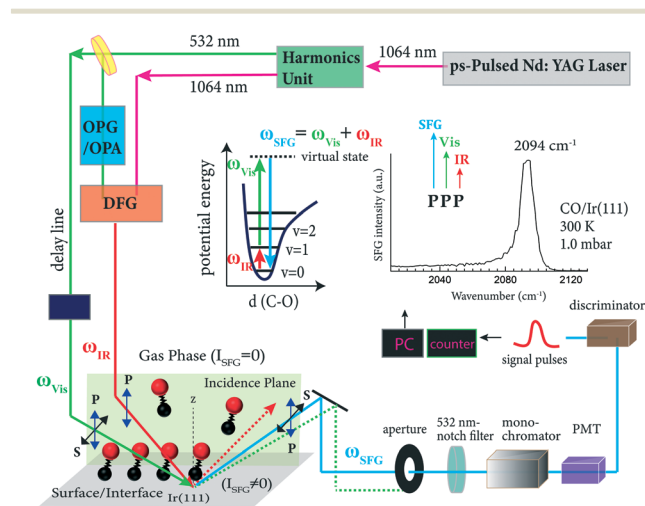 532 nm
1064 nm
Harmonics
Unit
1064 nm
ps-Pulsed Nd: YAG Laser
OPG
/OPA
DFG
delay line
ωSFG = ωVis + ωIR
virtual state
ωVis
ωIR
potential energy
v=2
v=1
v=0
d (C-O)
SFG
Vis
IR
PPP
2094 cm-1
CO/Ir(111)
300 K
1.0 mbar
SFG intensity (a.u.)
2040 2080 2120
Wavenumber (cm-1)
discriminator
PC
counter
signal pulses
ωIR
ωVis
Gas Phase (ISFG=0)
Incidence Plane
P
P
S
z
S
P
Surface/Interface
Ir(111)
(ISFG≠0)
ωSFG
aperture
532 nm-
notch filter
mono-
chromator
PMT